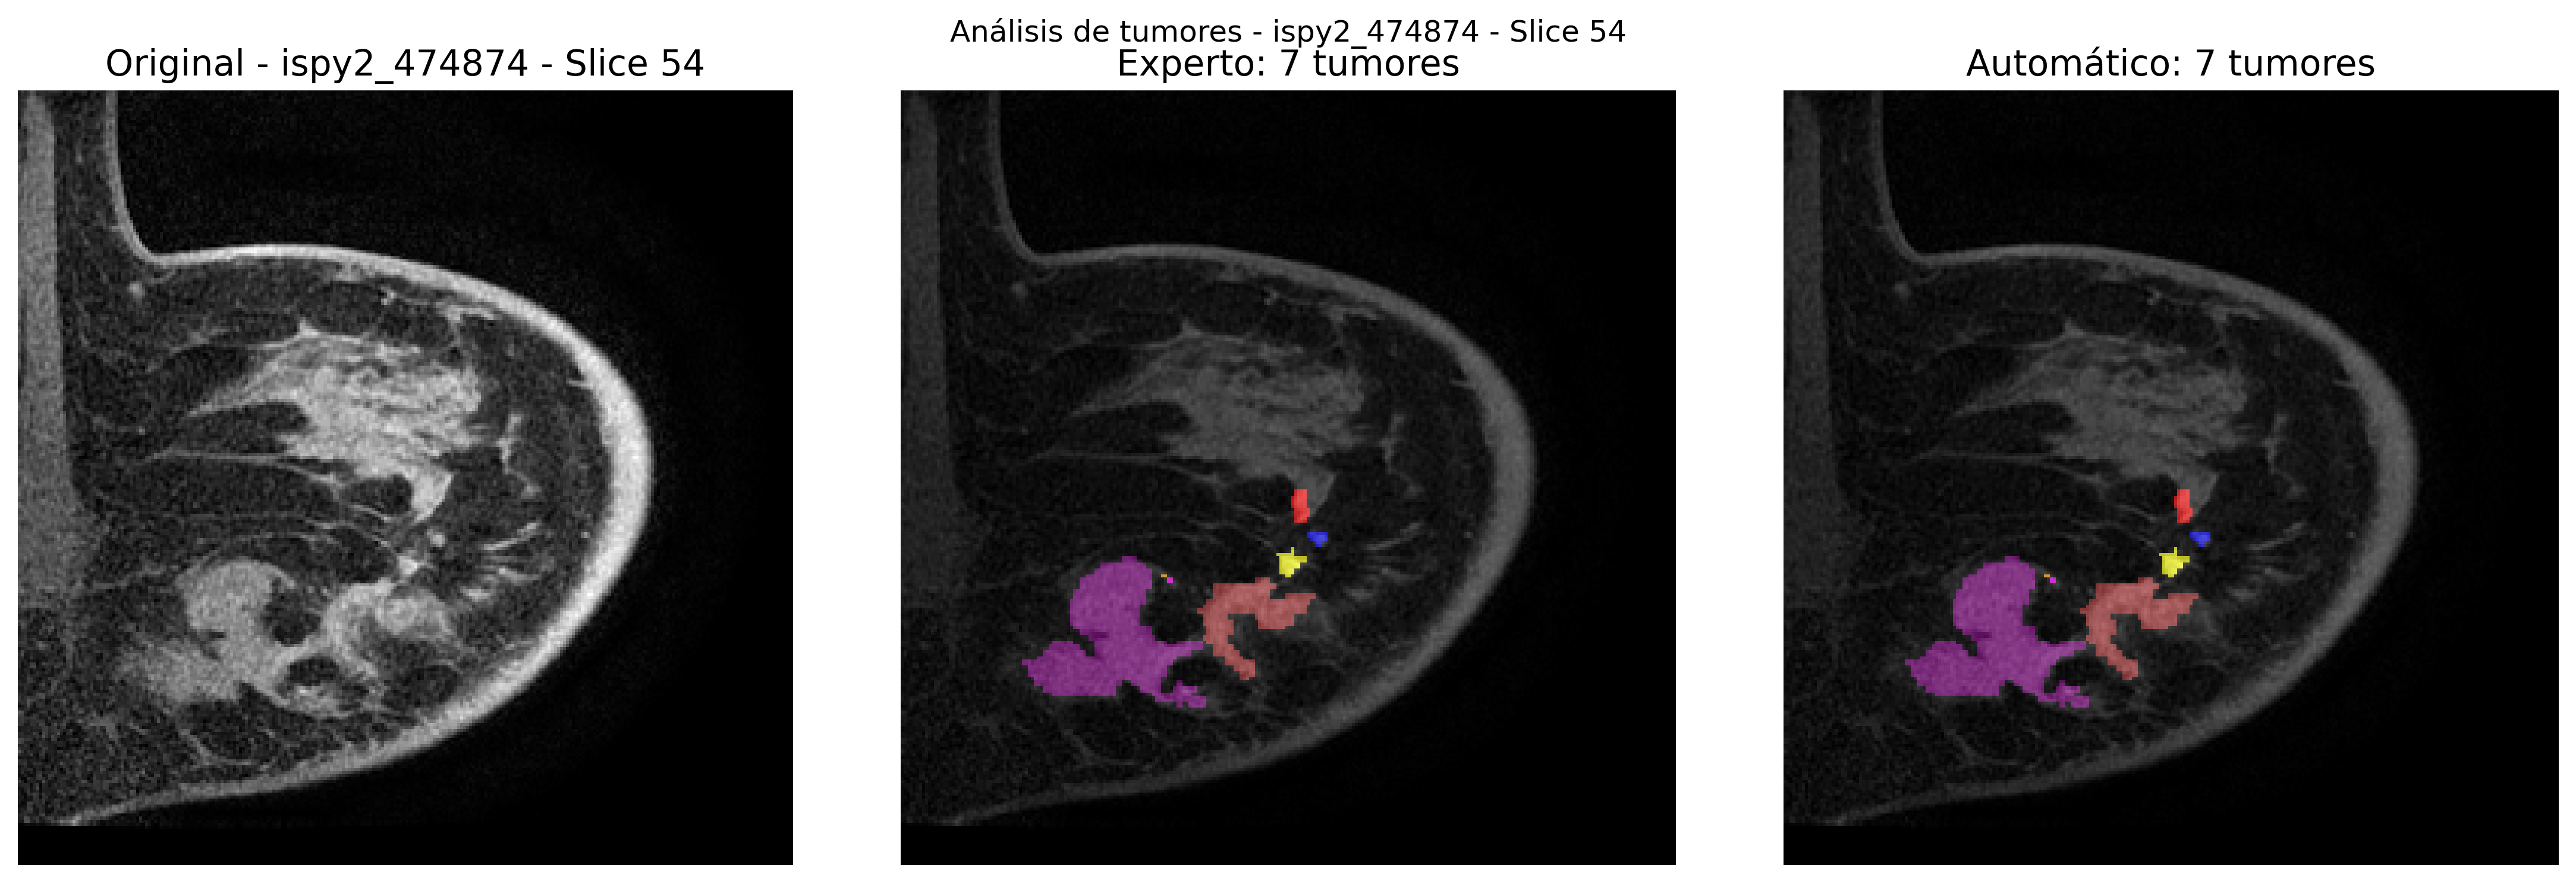 Análisis de tumores - ispy2_474874 - Slice 54
Original - ispy2_474874 - Slice 54
Experto: 7 tumores
Automático: 7 tumores